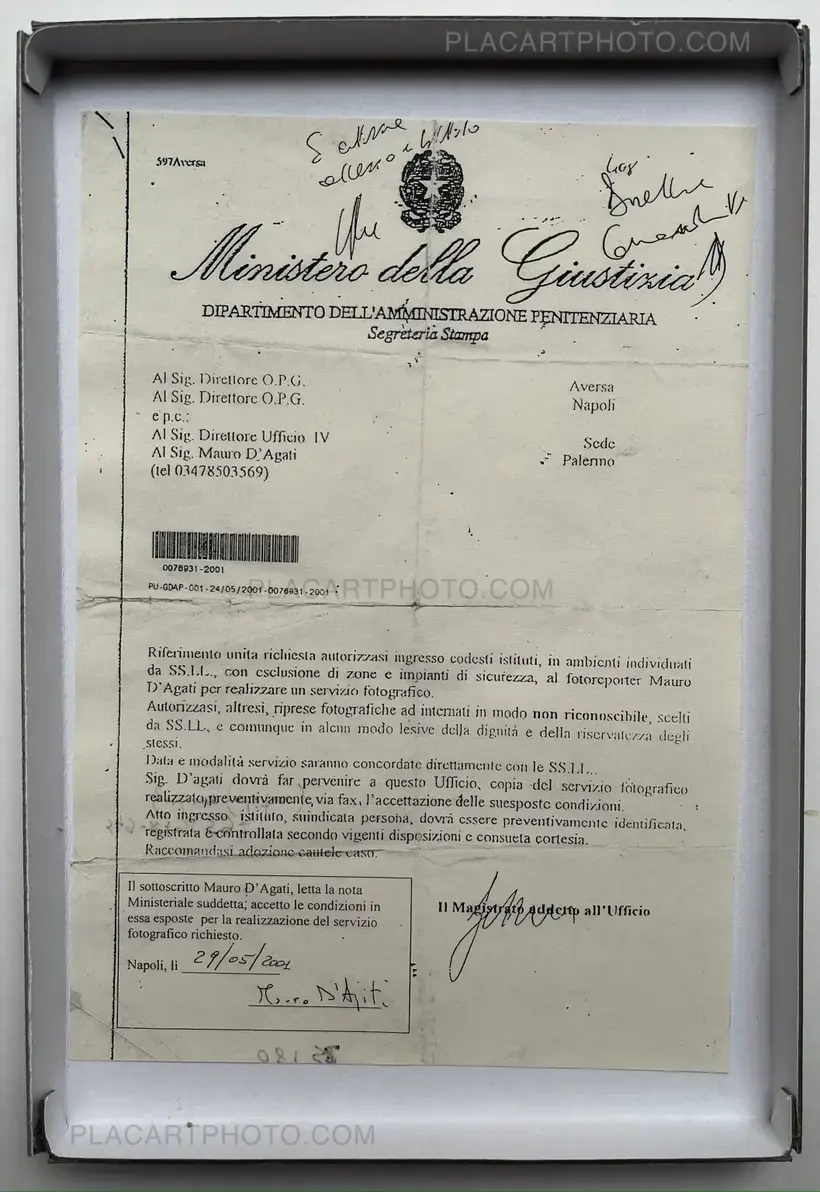 PLACARTPHOTO.COM
597Aversa
Ministero della Giustizia
DIPARTIMENTO DELL'AMMINISTRAZIONE PENITENZIARIA
Segreteria Stampa
Al Sig. Direttore O.P.G. Aversa
Al Sig. Direttore O.P.G. Napoli
e p.c.:
Al Sig. Direttore Ufficio IV Sede
Al Sig. Mauro D'Agati Palermo
(tel 03478503569)
0076931-2001
PU-GDAP-001-24/05/2001-0076931-2001
PLACARTPHOTO.COM
Riferimento unita richiesta autorizzasi ingresso codesti istituti, in ambienti individuati
da SS.LL., con esclusione di zone e impianti di sicurezza, al fotoreporter Mauro
D'Agati per realizzare un servizio fotografico.
Autorizzasi, altresì, riprese fotografiche ad internati in modo non riconoscibile, scelti
da SS.LL, e comunque in alcun modo lesive della dignità e della riservatezza degli
stessi.
Data e modalità servizio saranno concordate direttamente con le SS.LL..
Sig. D'agati dovrà far pervenire a questo Ufficio, copia del servizio fotografico
realizzato,preventivamente, via fax, l'accettazione delle suesposte condizioni.
Atto ingresso istituto, suindicata persona, dovrà essere preventivamente identificata,
registrata e controllata secondo vigenti disposizioni e consueta cortesia.
Raccomandasi adozione cautele caso.
Il sottoscritto Mauro D'Agati, letta la nota
Ministeriale suddetta, accetto le condizioni in
essa esposte per la realizzazione del servizio
fotografico richiesto.
Il Magistrato addetto all'Ufficio
Napoli, li 29/05/2001
Mauro D'Agati
PLACARTPHOTO.COM